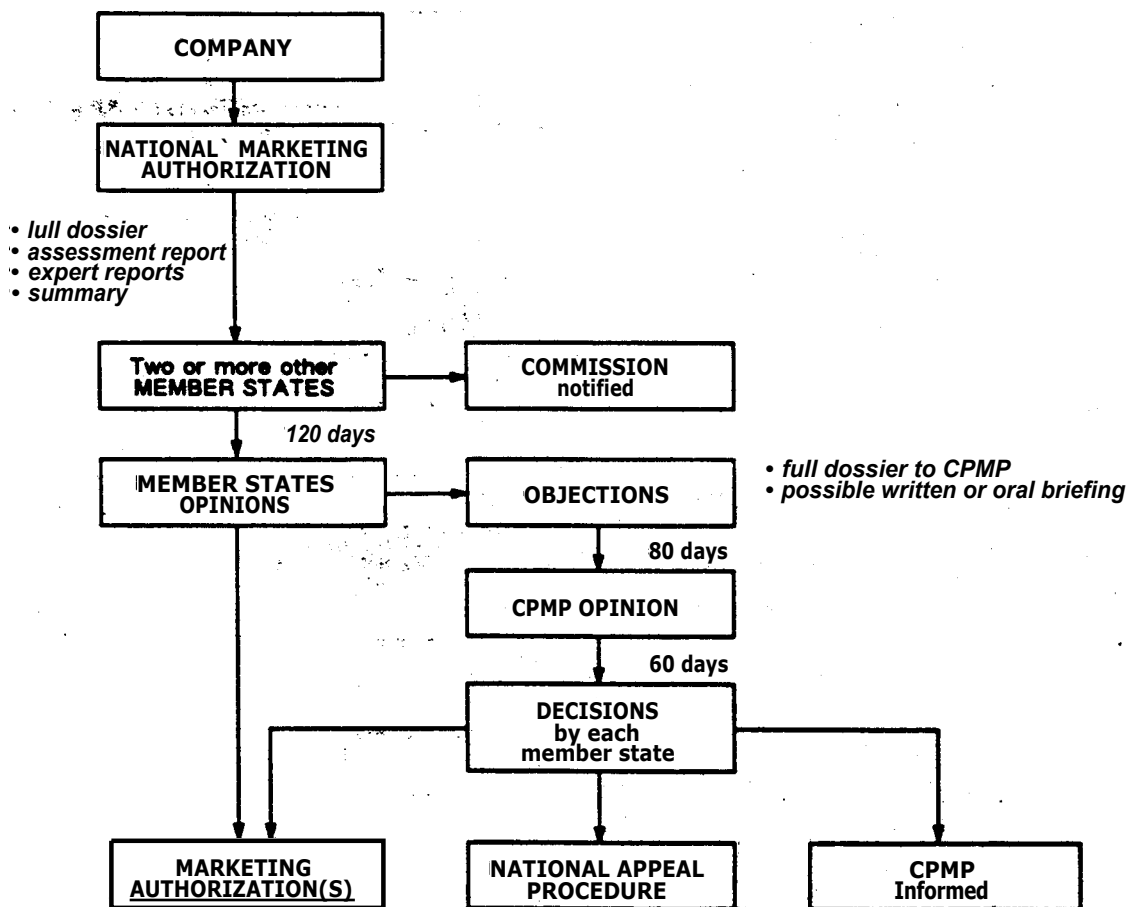 COMPANY
NATIONAL` MARKETING
AUTHORIZATION
• lull dossier
• assessment report
• expert reports
• summary
Two or more other
MEMBER STATES
COMMISSION
notified
120 days
MEMBER STATES
OPINIONS
OBJECTIONS
• full dossier to CPMP
• possible written or oral briefing
80 days
CPMP OPINION
60 days
DECISIONS
by each
member state
MARKETING
AUTHORIZATION(S)
NATIONAL APPEAL
PROCEDURE
CPMP
Informed